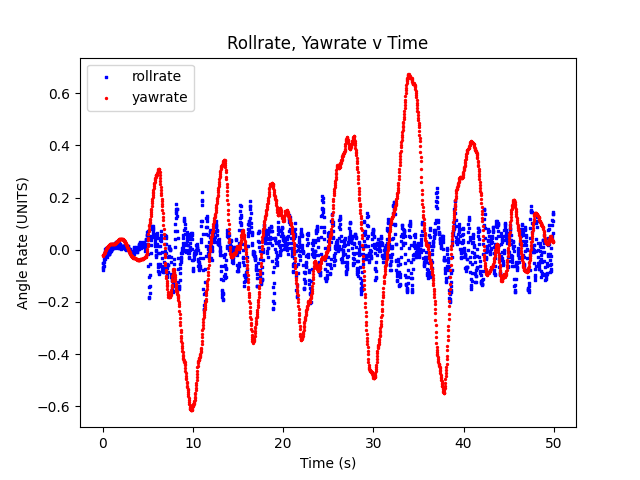 Rollrate, Yawrate v Time
rollrate
yawrate
Angle Rate (UNITS)
0.6
0.4
0.2
0.0
−0.2
−0.4
−0.6
0 10 20 30 40 50
Time (s)